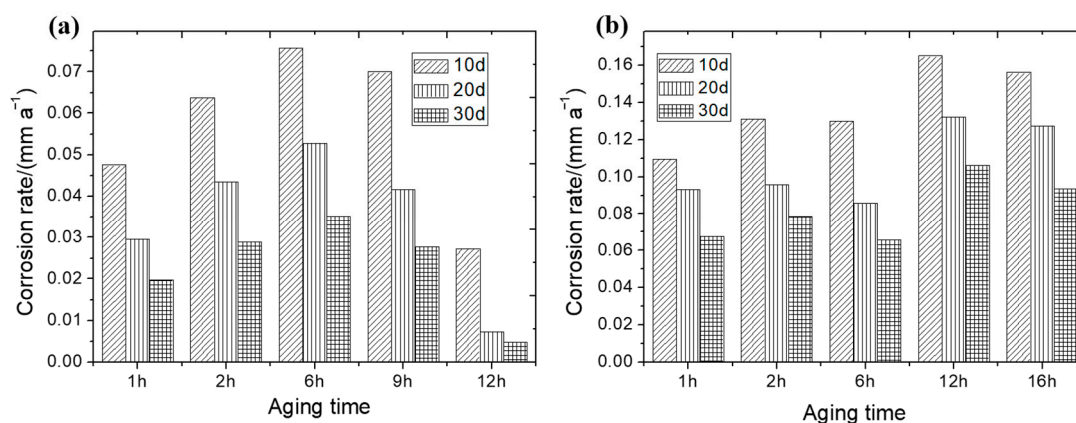 (a)
Corrosion rate/(mm a⁻¹)
0.07
0.06
0.05
0.04
0.03
0.02
0.01
0.00
10d
20d
30d
1h 2h 6h 9h 12h
Aging time
(b)
Corrosion rate/(mm a⁻¹)
0.16
0.14
0.12
0.10
0.08
0.06
0.04
0.02
0.00
10d
20d
30d
1h 2h 6h 12h 16h
Aging time